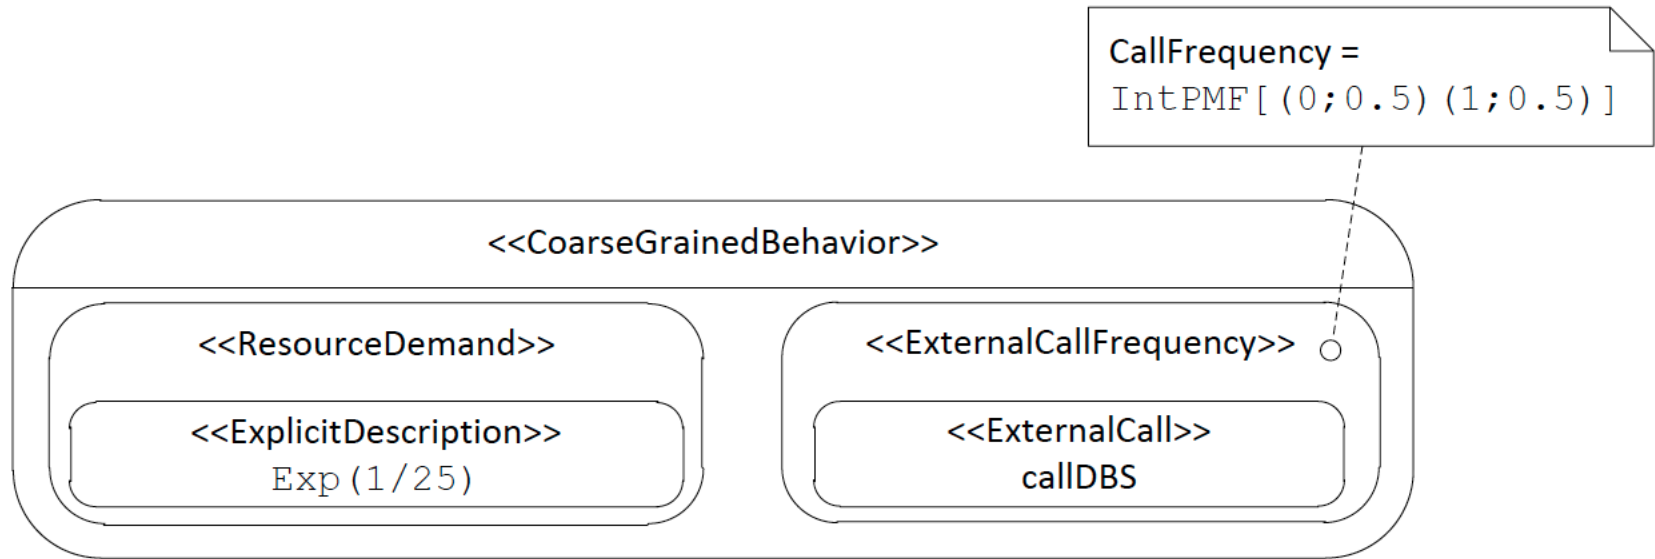 CallFrequency =
IntPMF[(0;0.5)(1;0.5)]
<<CoarseGrainedBehavior>>
<<ResourceDemand>>
<<ExplicitDescription>>
Exp(1/25)
<<ExternalCallFrequency>>
<<ExternalCall>>
callDBS